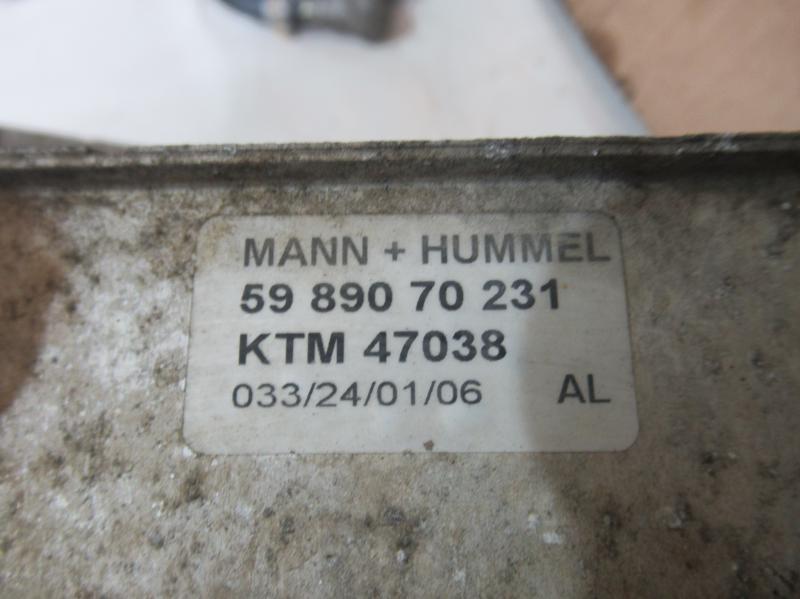 MANN + HUMMEL
59 890 70 231
KTM 47038
033/24/01/06 AL